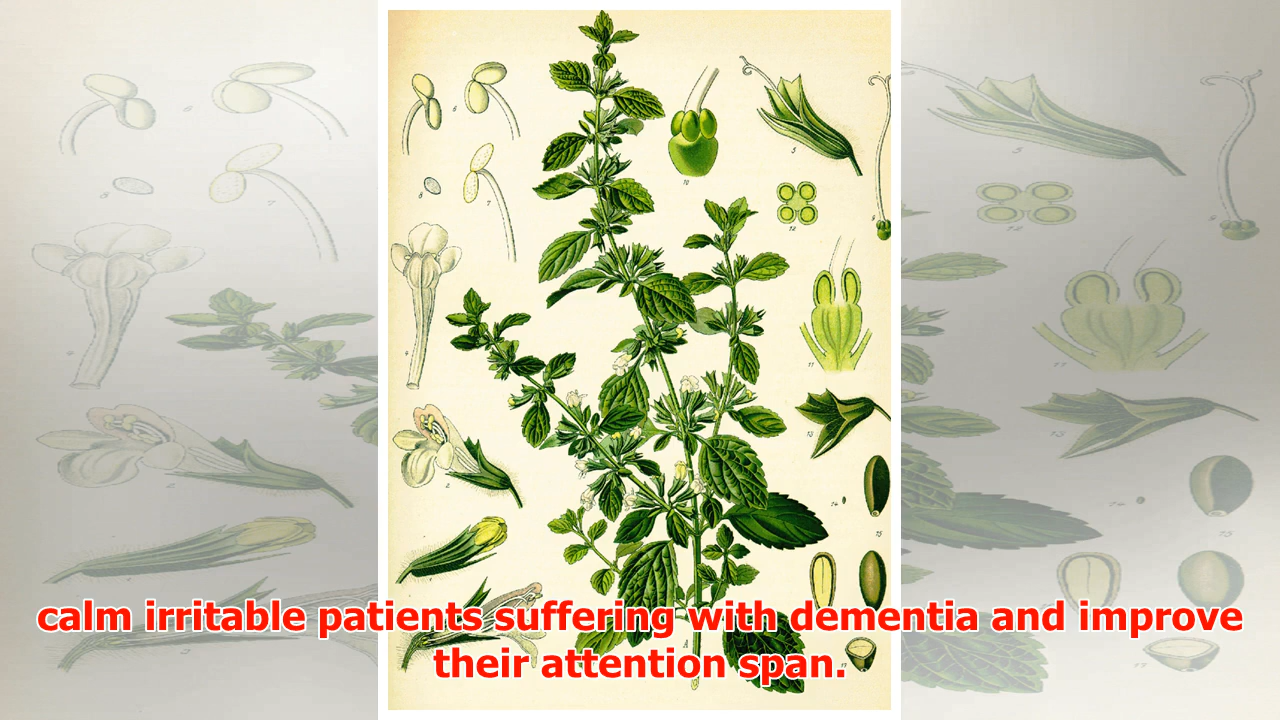 calm irritable patients suffering with dementia and improve
their attention span.